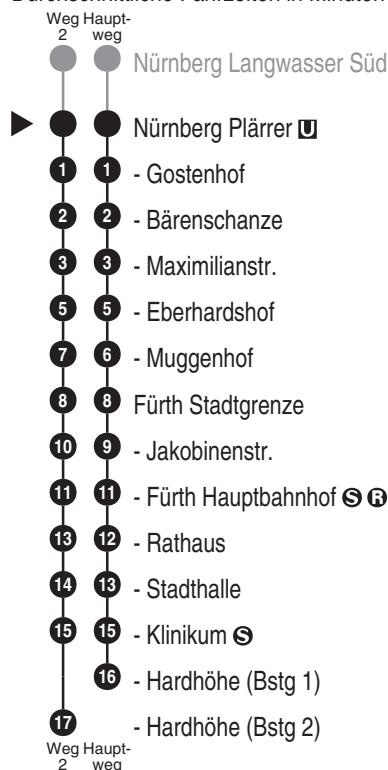 Weg Haupt-
2 weg
Nürnberg Langwasser Süd
Nürnberg Plärrer U
1 1 - Gostenhof
2 2 - Bärenschanze
3 3 - Maximilianstr.
5 5 - Eberhardshof
7 6 - Muggenhof
8 8 Fürth Stadtgrenze
10 9 - Jakobinenstr.
11 11 - Fürth Hauptbahnhof S R
13 12 - Rathaus
14 13 - Stadthalle
15 15 - Klinikum S
16 - Hardhöhe (Bstg 1)
17 - Hardhöhe (Bstg 2)
Weg Haupt-
2 weg